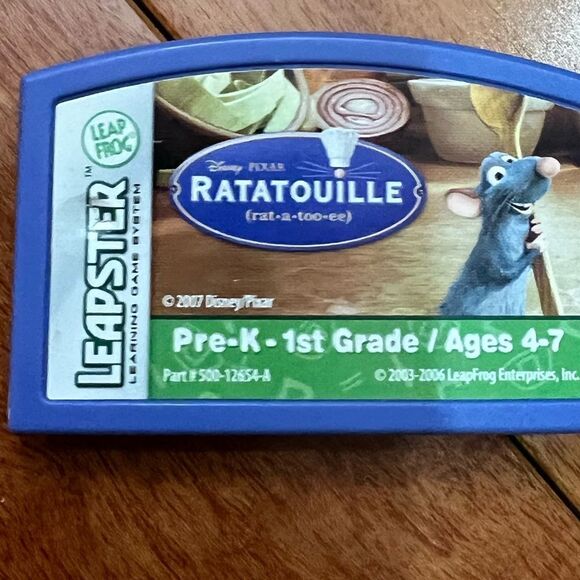 LEAP
FROG
LEAPSTER™
LEARNING GAME SYSTEM
Disney · PIXAR
RATATOUILLE
(rat·a·too·ee)
© 2007 Disney/Pixar
Pre-K - 1st Grade / Ages 4-7
Part # 500-12654-A
© 2003-2006 LeapFrog Enterprises, Inc.